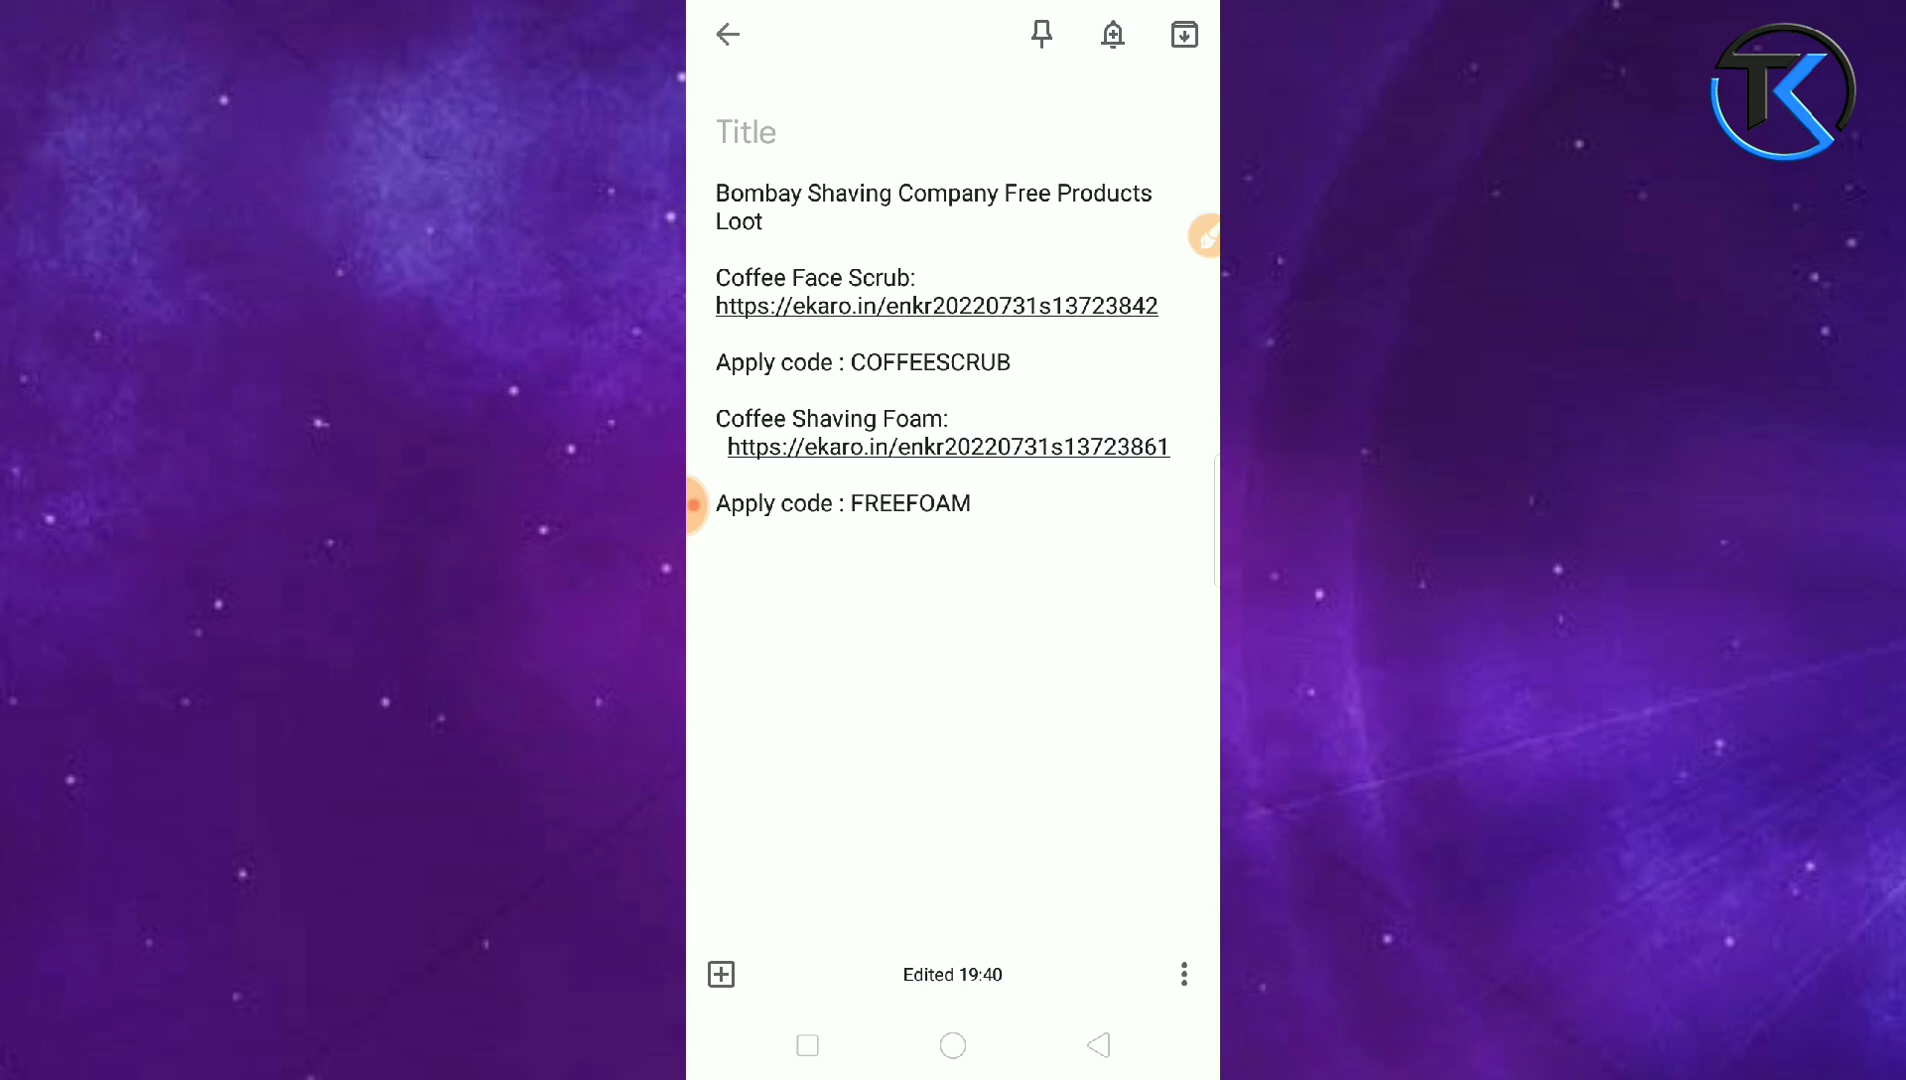 TK
Title
Bombay Shaving Company Free Products
Loot
Coffee Face Scrub:
https://ekaro.in/enkr20220731s13723842
Apply code : COFFEESCRUB
Coffee Shaving Foam:
https://ekaro.in/enkr20220731s13723861
Apply code : FREEFOAM
Edited 19:40